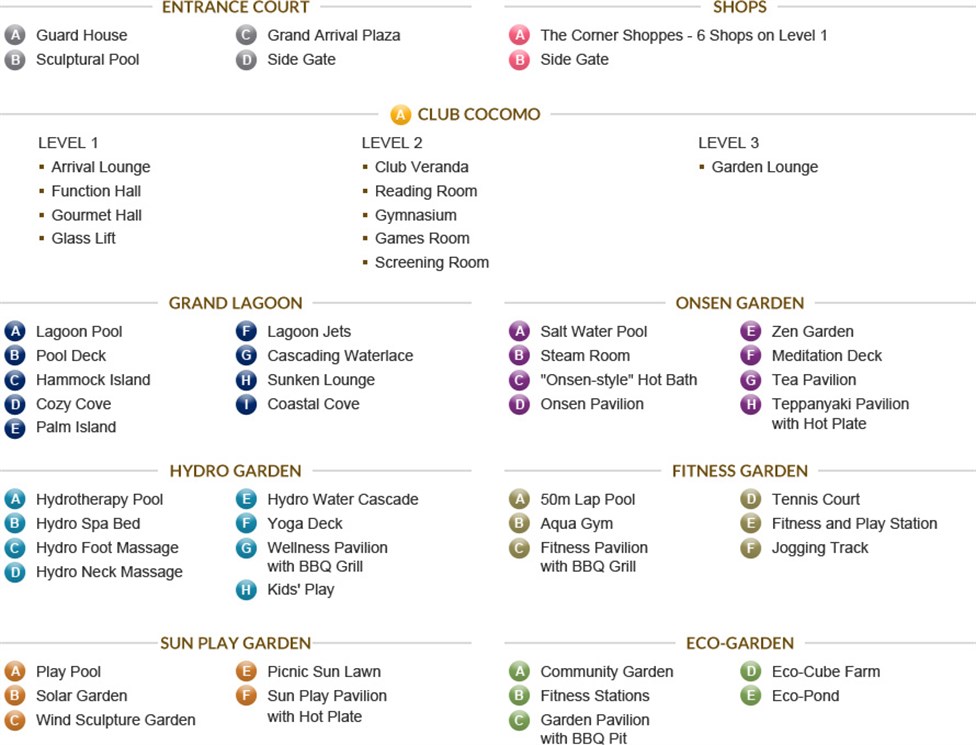 ENTRANCE COURT
A Guard House
B Sculptural Pool
C Grand Arrival Plaza
D Side Gate
SHOPS
A The Corner Shoppes - 6 Shops on Level 1
B Side Gate
A CLUB COCOMO
LEVEL 1
▪ Arrival Lounge
▪ Function Hall
▪ Gourmet Hall
▪ Glass Lift
LEVEL 2
▪ Club Veranda
▪ Reading Room
▪ Gymnasium
▪ Games Room
▪ Screening Room
LEVEL 3
▪ Garden Lounge
GRAND LAGOON
A Lagoon Pool
B Pool Deck
C Hammock Island
D Cozy Cove
E Palm Island
F Lagoon Jets
G Cascading Waterlace
H Sunken Lounge
I Coastal Cove
ONSEN GARDEN
A Salt Water Pool
B Steam Room
C "Onsen-style" Hot Bath
D Onsen Pavilion
E Zen Garden
F Meditation Deck
G Tea Pavilion
H Teppanyaki Pavilion
with Hot Plate
HYDRO GARDEN
A Hydrotherapy Pool
B Hydro Spa Bed
C Hydro Foot Massage
D Hydro Neck Massage
E Hydro Water Cascade
F Yoga Deck
G Wellness Pavilion
with BBQ Grill
H Kids' Play
FITNESS GARDEN
A 50m Lap Pool
B Aqua Gym
C Fitness Pavilion
with BBQ Grill
D Tennis Court
E Fitness and Play Station
F Jogging Track
SUN PLAY GARDEN
A Play Pool
B Solar Garden
C Wind Sculpture Garden
E Picnic Sun Lawn
F Sun Play Pavilion
with Hot Plate
ECO-GARDEN
A Community Garden
B Fitness Stations
C Garden Pavilion
with BBQ Pit
D Eco-Cube Farm
E Eco-Pond